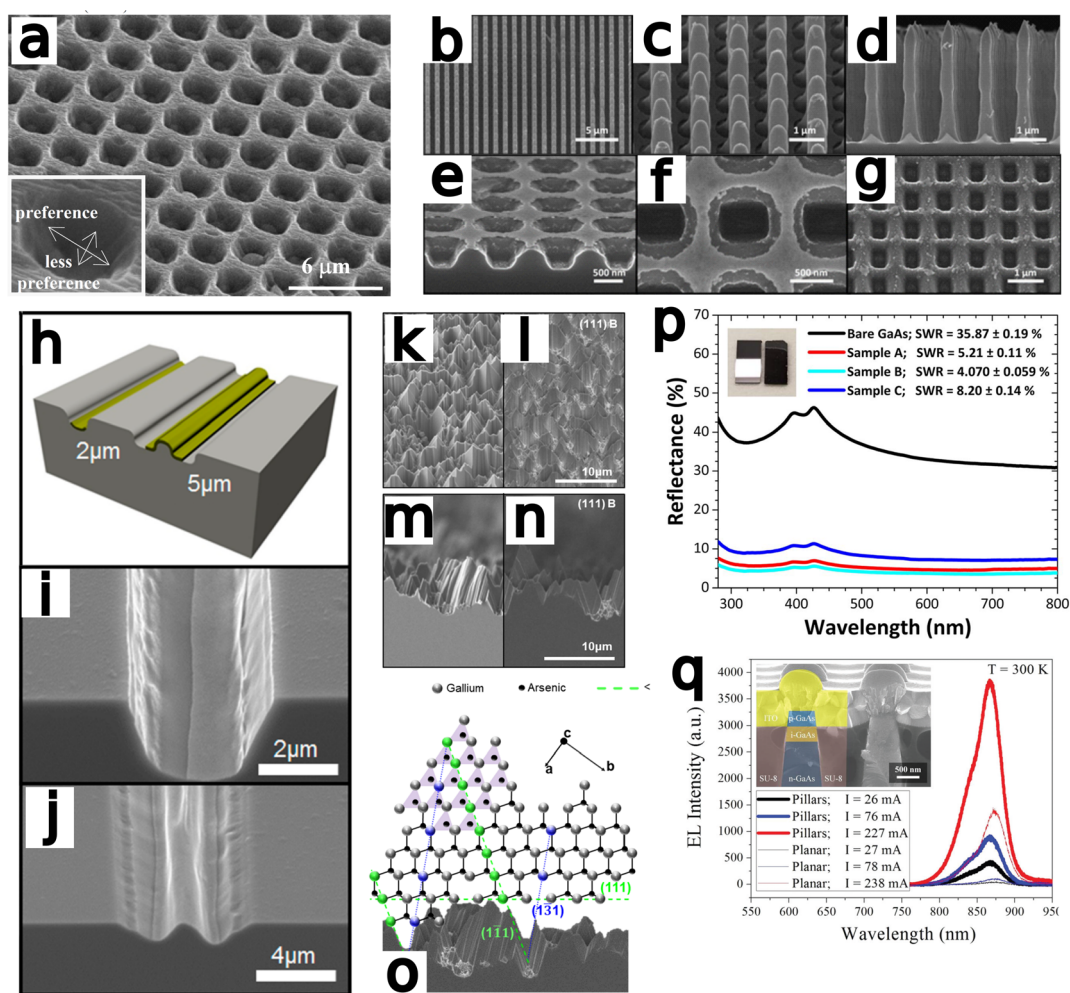 a
preference
less
preference
6 μm
b
5 μm
c
1 μm
d
1 μm
e
500 nm
f
500 nm
g
1 μm
h
2μm
5μm
i
2μm
j
4μm
k
l
(111) B
10μm
m
n
(111) B
10μm
Gallium
Arsenic
<
c
a
b
(111)
(1̄31)
(11̄1)
o
p
Bare GaAs; SWR = 35.87 ± 0.19 %
Sample A; SWR = 5.21 ± 0.11 %
Sample B; SWR = 4.070 ± 0.059 %
Sample C; SWR = 8.20 ± 0.14 %
Reflectance (%)
70
60
50
40
30
20
10
0
300
400
500
600
700
800
Wavelength (nm)
q
T = 300 K
EL Intensity (a.u.)
4000
3500
3000
2500
2000
1500
1000
500
0
ITO
p-GaAs
i-GaAs
SU-8
n-GaAs
SU-8
500 nm
Pillars; I = 26 mA
Pillars; I = 76 mA
Pillars; I = 227 mA
Planar; I = 27 mA
Planar; I = 78 mA
Planar; I = 238 mA
550
600
650
700
750
800
850
900
950
Wavelength (nm)